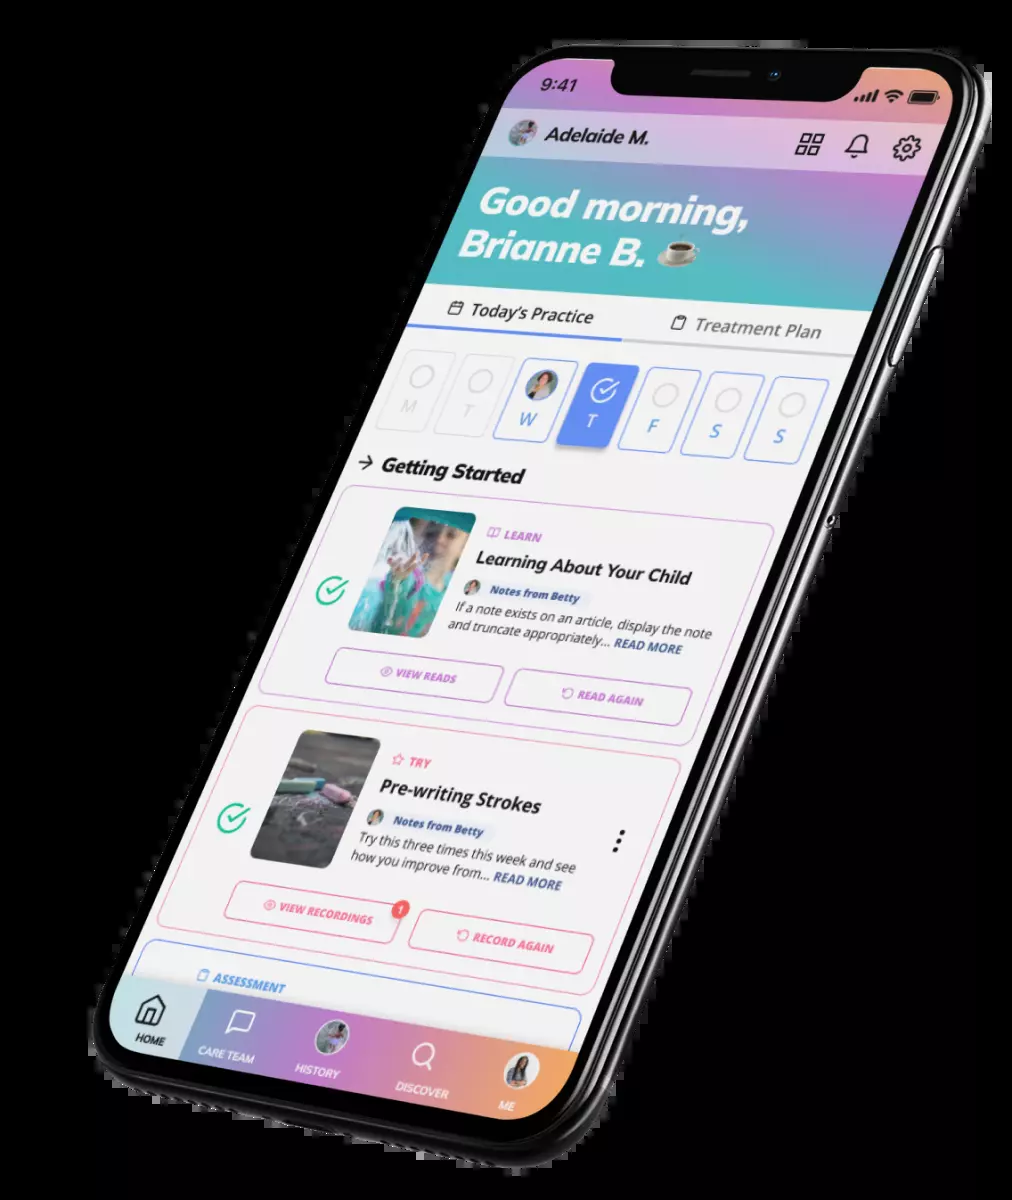 9:41
Adelaide M.
Good morning,
Brianne B.
Today's Practice
Treatment Plan
M
T
W
T
F
S
S
Getting Started
LEARN
Learning About Your Child
Notes from Betty
If a note exists on an article, display the note
and truncate appropriately... READ MORE
VIEW READS
READ AGAIN
TRY
Pre-writing Strokes
Notes from Betty
Try this three times this week and see
how you improve from... READ MORE
VIEW RECORDINGS
1
RECORD AGAIN
ASSESSMENT
HOME
CARE TEAM
HISTORY
DISCOVER
ME